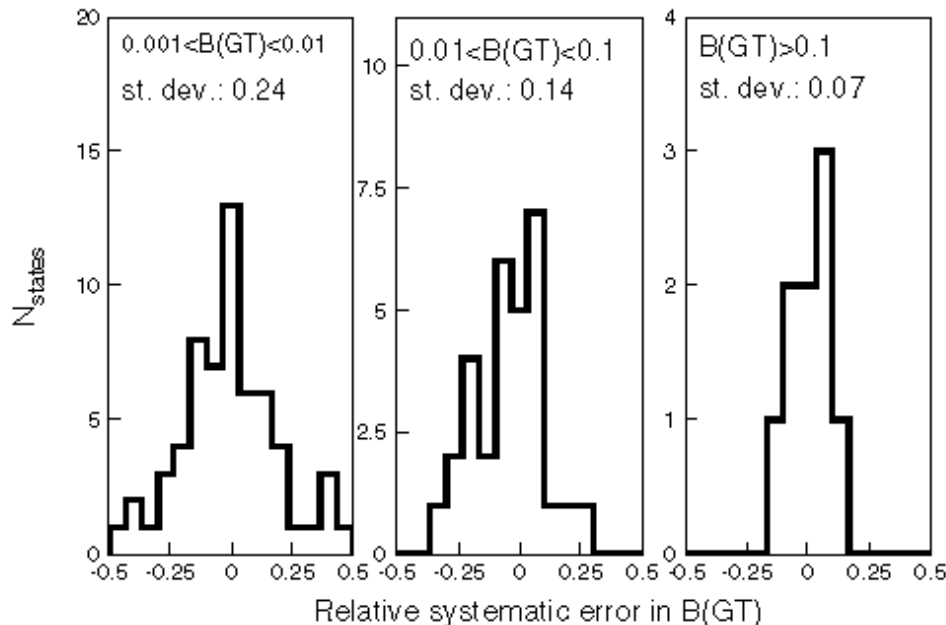 20
15
10
5
0
N_states
0.001<B(GT)<0.01
st. dev.: 0.24
-0.5 -0.25 0 0.25 0.5
10
7.5
5
2.5
0
0.01<B(GT)<0.1
st. dev.: 0.14
-0.5 -0.25 0 0.25 0.5
4
3
2
1
0
B(GT)>0.1
st. dev.: 0.07
-0.5 -0.25 0 0.25 0.5
Relative systematic error in B(GT)